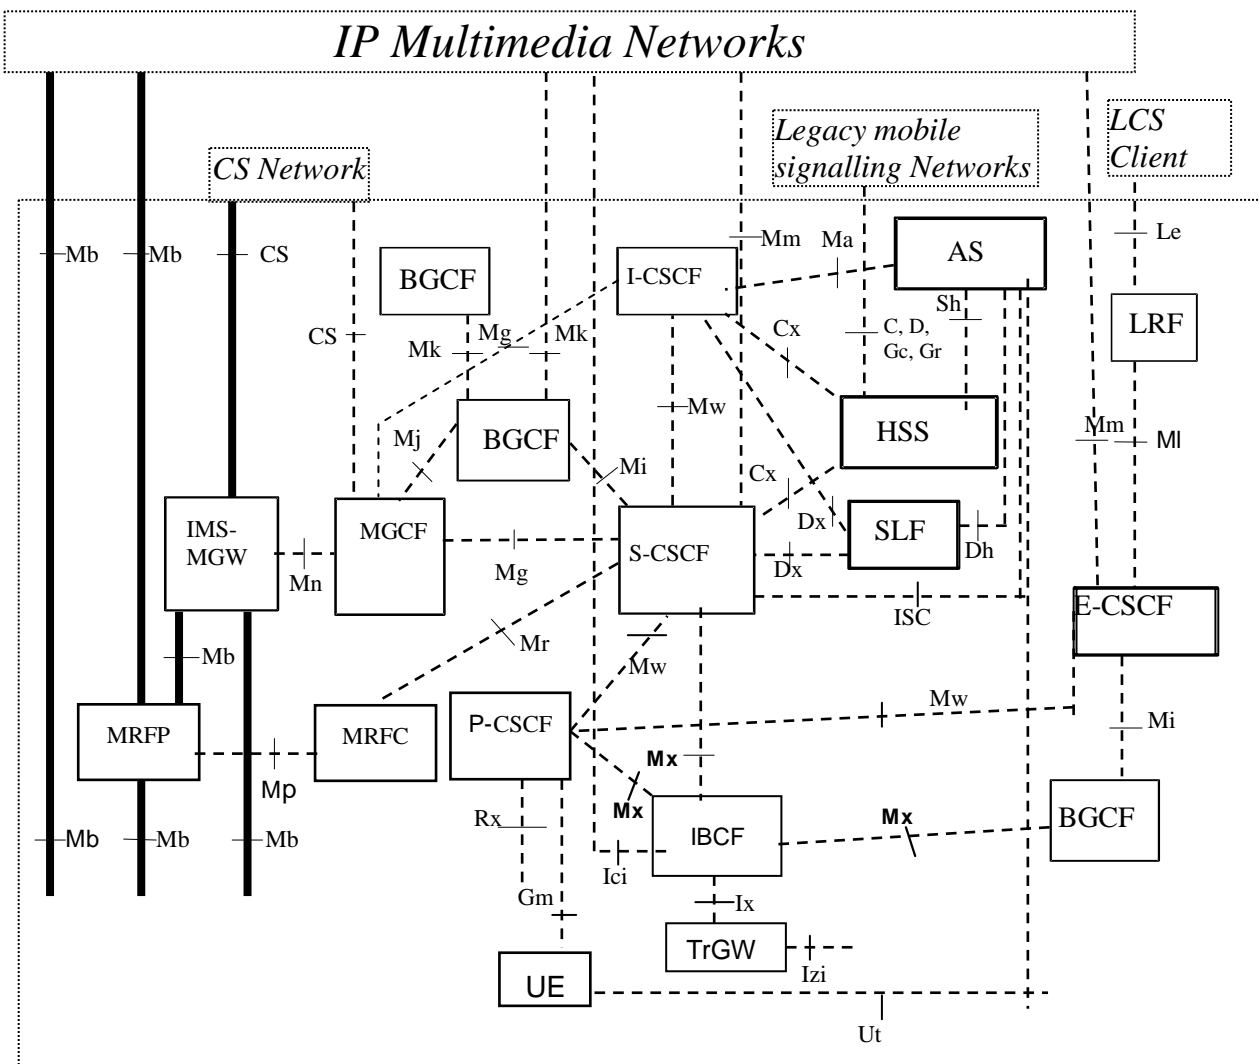 IP Multimedia Networks
Legacy mobile
signalling Networks
LCS
Client
CS Network
Mb
Mb
CS
Mm
Ma
AS
Le
BGCF
I-CSCF
Sh
LRF
CS
Mk
Mg
Mk
Cx
C, D,
Gc, Gr
Mw
HSS
Mm
Ml
Mj
BGCF
Mi
Cx
IMS-
MGW
MGCF
S-CSCF
Dx
SLF
Mn
Mg
Dx
Dh
ISC
E-CSCF
Mb
Mr
Mw
Mw
MRFP
MRFC
P-CSCF
Mi
Mp
Mx
Mx
Rx
Mx
BGCF
Mb
Mb
Mb
IBCF
Ici
Gm
Ix
TrGW
Izi
UE
Ut